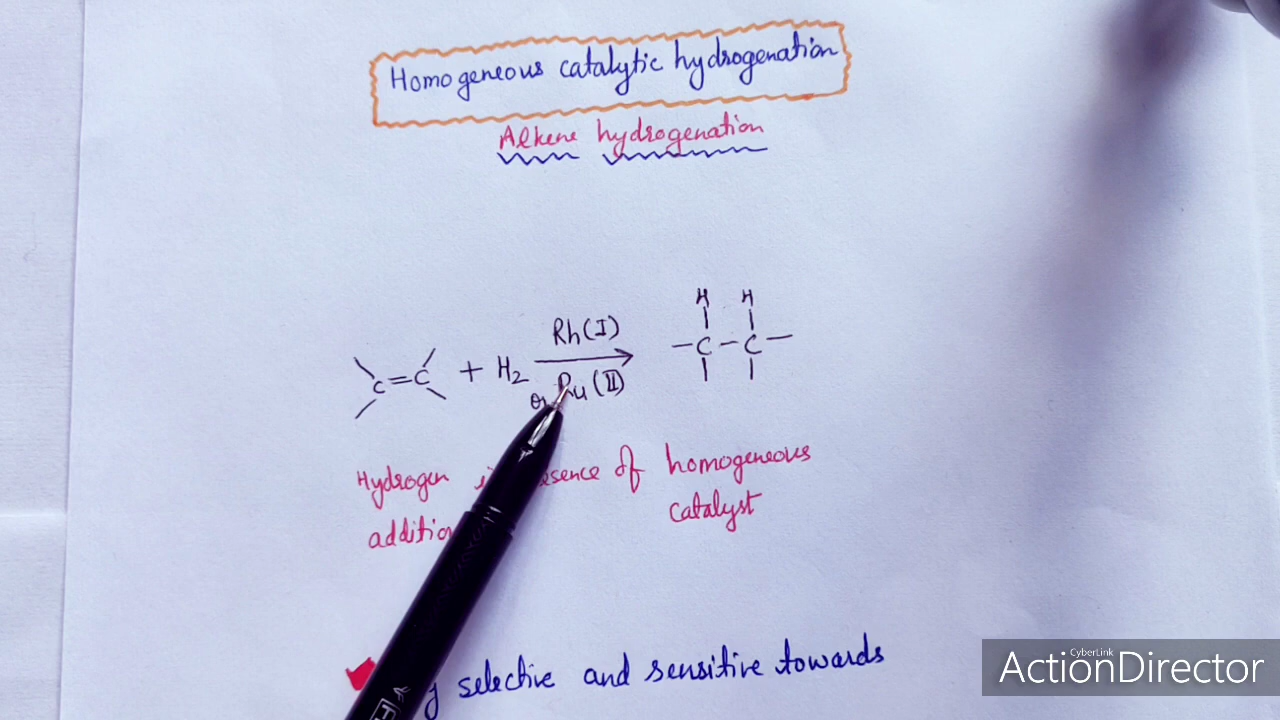 Homogeneous catalytic hydrogenation
Alkene hydrogenation
H H
Rh(I)
C=C + H2 -C-C-
or Ru(II)
Hydrogen of homogeneous
addition catalyst
selective and sensitive towards
CyberLink
ActionDirector